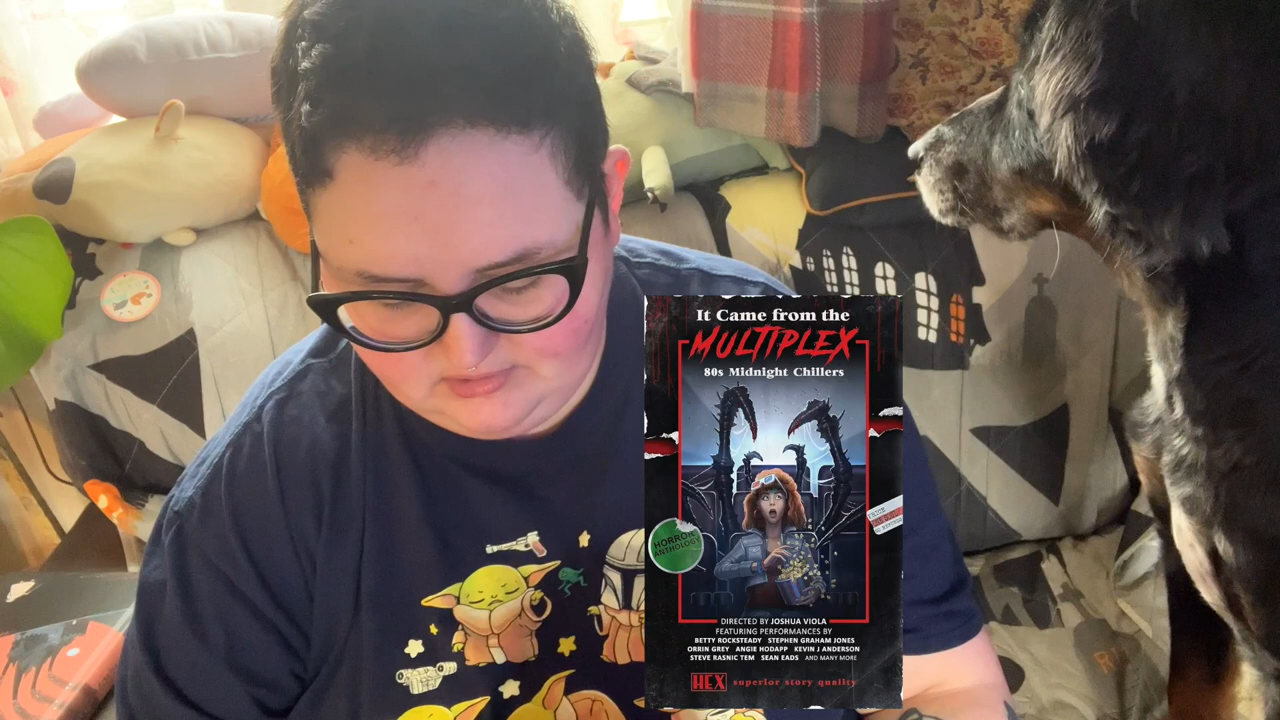 It Came from the
MULTIPLEX
80s Midnight Chillers
HORROR
ANTHOLOGY
DIRECTED BY JOSHUA VIOLA
FEATURING PERFORMANCES BY
BETTY ROCKSTEADY STEPHEN GRAHAM JONES
ORRIN GREY ANGIE HODAPP KEVIN J ANDERSON
STEVE RASNIC TEM SEAN EADS AND MANY MORE
HEX superior story quality